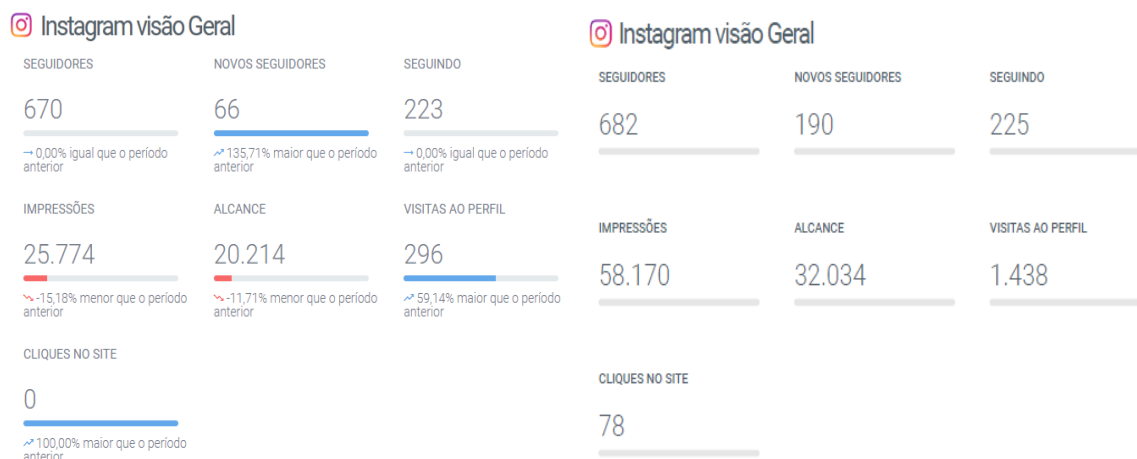 Instagram visão Geral
SEGUIDORES
NOVOS SEGUIDORES
SEGUINDO
670
66
223
→ 0,00% igual que o período
anterior
135,71% maior que o período
anterior
→ 0,00% igual que o período
anterior
IMPRESSÕES
ALCANCE
VISITAS AO PERFIL
25.774
20.214
296
-15,18% menor que o período
anterior
-11,71% menor que o período
anterior
59,14% maior que o período
anterior
CLIQUES NO SITE
0
100,00% maior que o período
anterior
Instagram visão Geral
SEGUIDORES
NOVOS SEGUIDORES
SEGUINDO
682
190
225
IMPRESSÕES
ALCANCE
VISITAS AO PERFIL
58.170
32.034
1.438
CLIQUES NO SITE
78